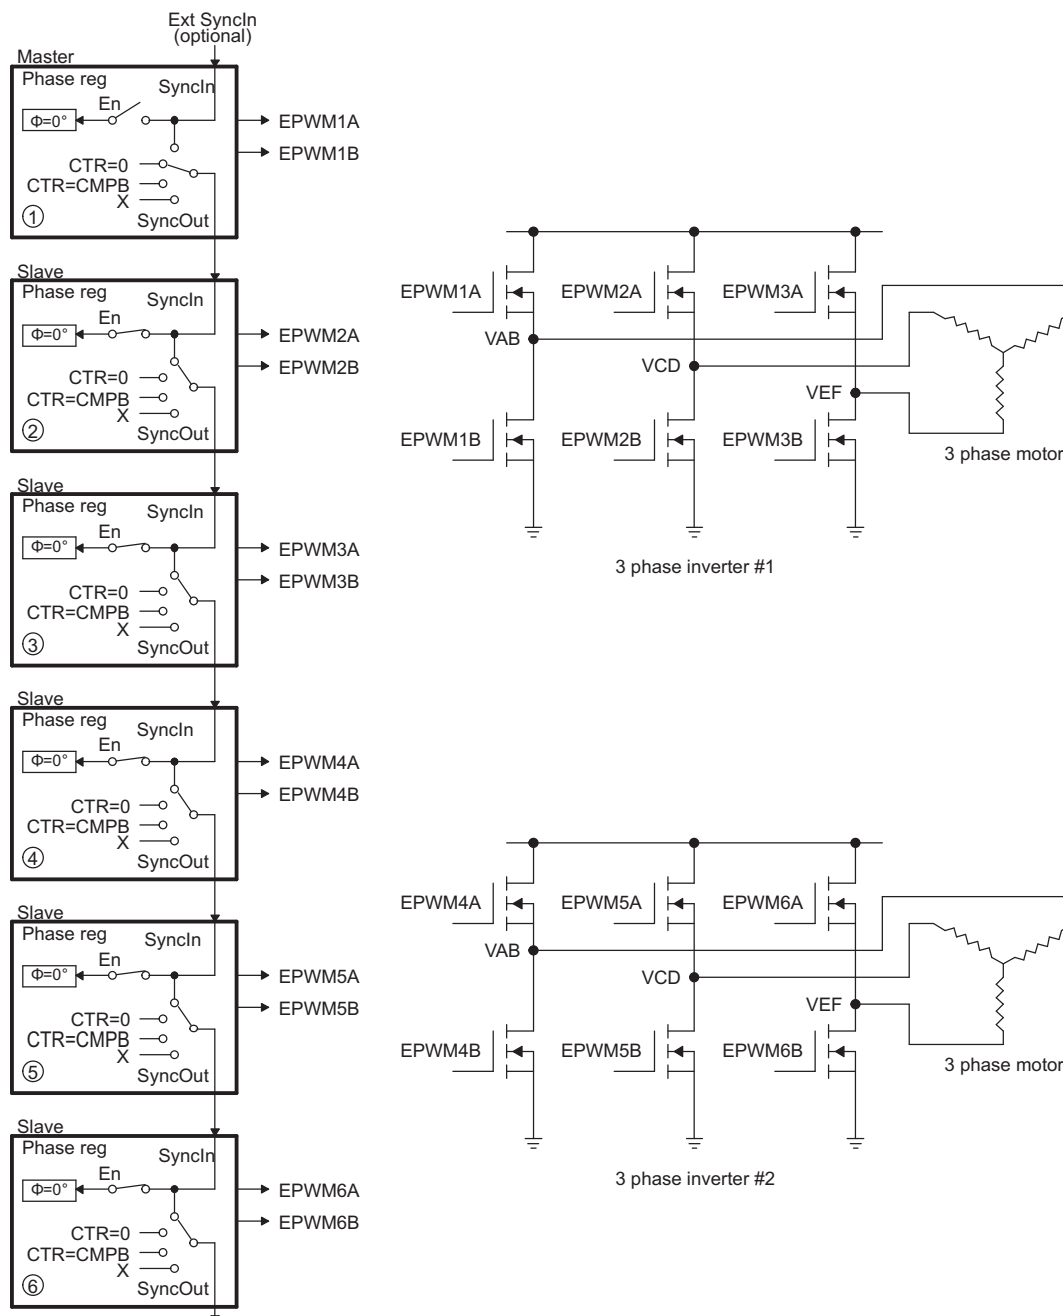 Ext SyncIn
(optional)
Master
Phase reg
SyncIn
En
Φ=0°
EPWM1A
EPWM1B
CTR=0
CTR=CMPB
X
1
SyncOut
Slave
Phase reg
SyncIn
En
Φ=0°
EPWM2A
EPWM2B
CTR=0
CTR=CMPB
X
2
SyncOut
Slave
Phase reg
SyncIn
En
Φ=0°
EPWM3A
EPWM3B
CTR=0
CTR=CMPB
X
3
SyncOut
Slave
Phase reg
SyncIn
En
Φ=0°
EPWM4A
EPWM4B
CTR=0
CTR=CMPB
X
4
SyncOut
Slave
Phase reg
SyncIn
En
Φ=0°
EPWM5A
EPWM5B
CTR=0
CTR=CMPB
X
5
SyncOut
Slave
Phase reg
SyncIn
En
Φ=0°
EPWM6A
EPWM6B
CTR=0
CTR=CMPB
X
6
SyncOut
EPWM1A
EPWM2A
EPWM3A
VAB
VCD
VEF
EPWM1B
EPWM2B
EPWM3B
3 phase motor
3 phase inverter #1
EPWM4A
EPWM5A
EPWM6A
VAB
VCD
VEF
EPWM4B
EPWM5B
EPWM6B
3 phase motor
3 phase inverter #2